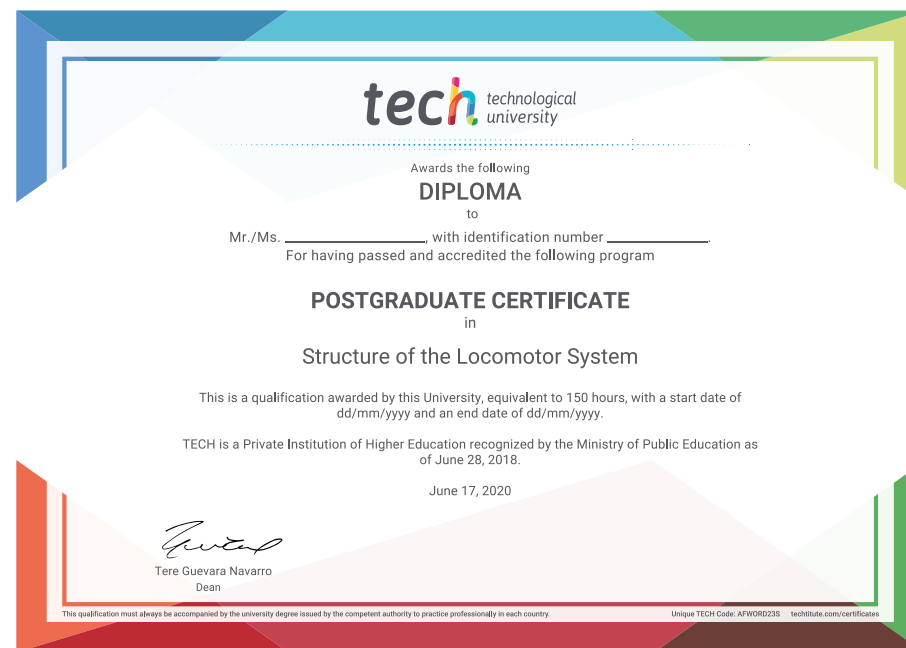 tech technological
university
Awards the following
DIPLOMA
to
Mr./Ms. ____________________, with identification number ______________.
For having passed and accredited the following program
POSTGRADUATE CERTIFICATE
in
Structure of the Locomotor System
This is a qualification awarded by this University, equivalent to 150 hours, with a start date of
dd/mm/yyyy and an end date of dd/mm/yyyy.
TECH is a Private Institution of Higher Education recognized by the Ministry of Public Education as
of June 28, 2018.
June 17, 2020
Tere Guevara Navarro
Dean
This qualification must always be accompanied by the university degree issued by the competent authority to practice professionally in each country. Unique TECH Code: AFWORD23S techtitute.com/certificates